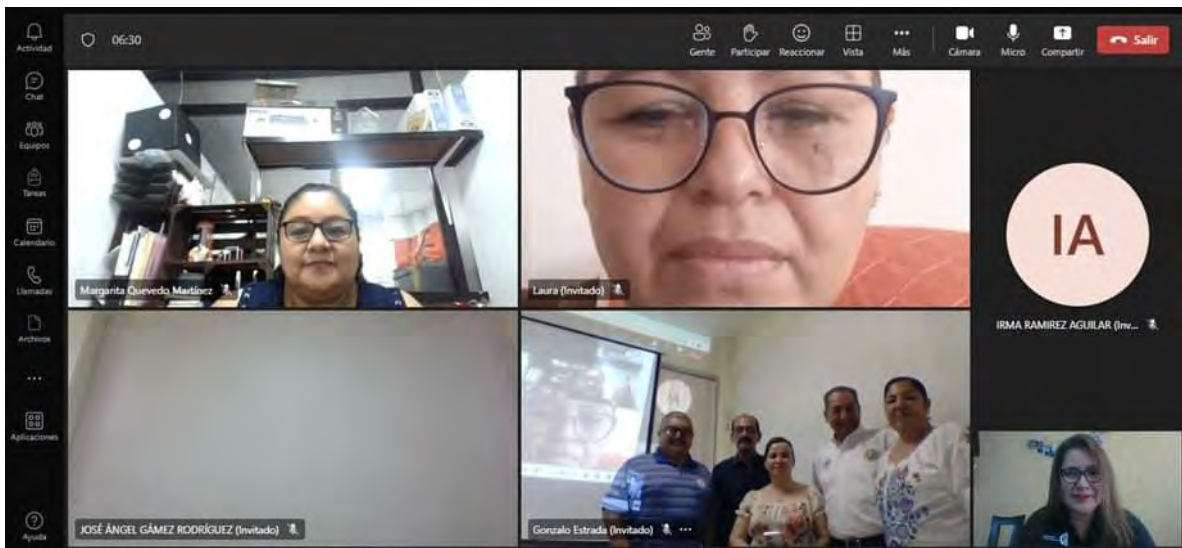 06:30
Gente
Participar
Reaccionar
Vista
Más
Cámara
Micro
Compartir
Salir
Actividad
Chat
Equipos
Tareas
Calendario
Llamadas
Archivos
Aplicaciones
Ayuda
Margarita Quevedo Martínez
Laura (Invitado)
IA
IRMA RAMIREZ AGUILAR (Inv...
JOSÉ ÁNGEL GÁMEZ RODRÍGUEZ (Invitado)
Gonzalo Estrada (Invitado)